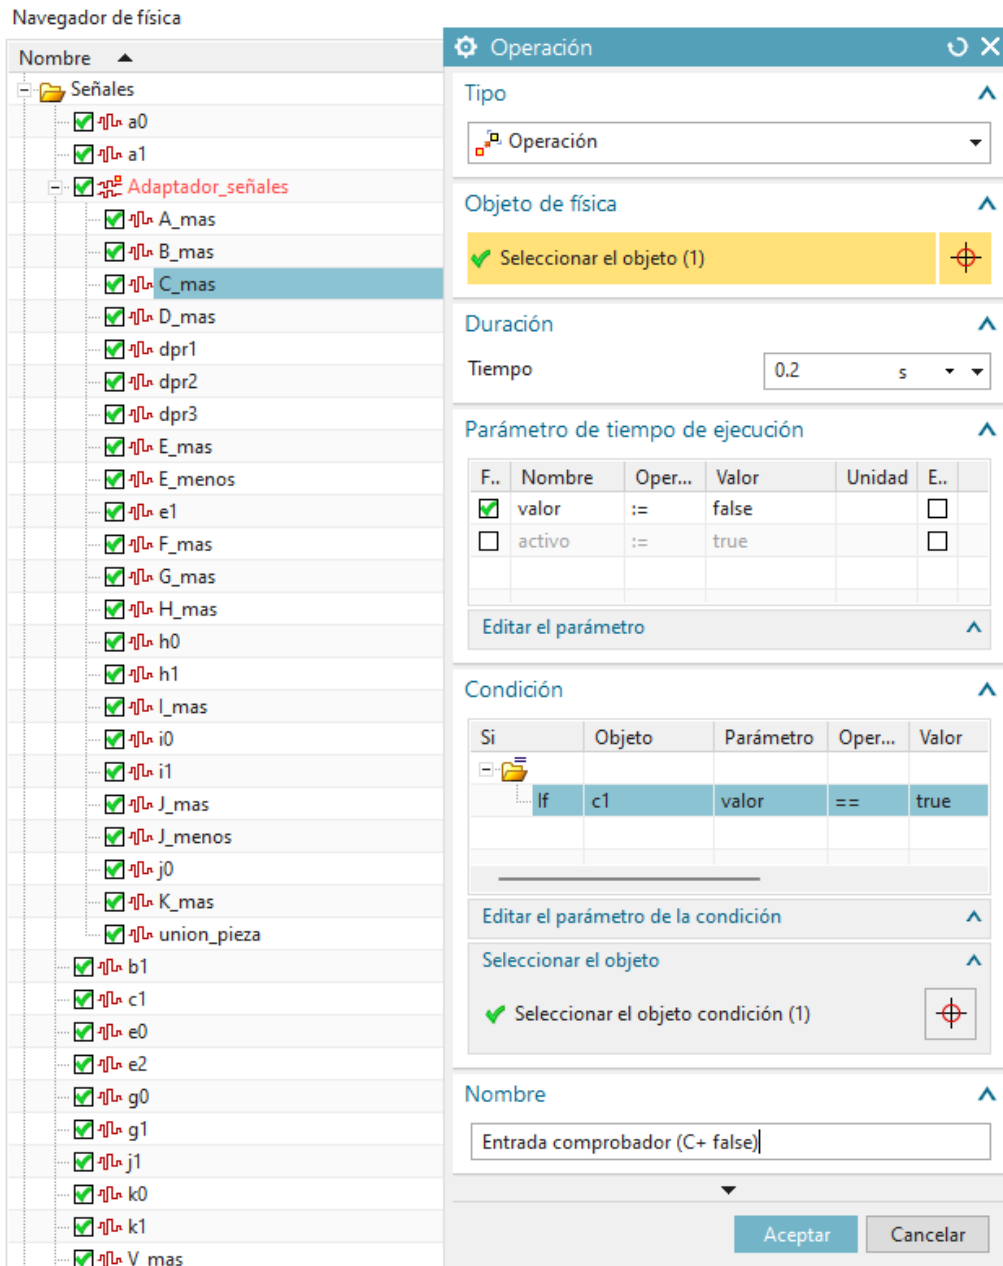 Navegador de física
Nombre
Señales
a0
a1
Adaptador_señales
A_mas
B_mas
C_mas
D_mas
dpr1
dpr2
dpr3
E_mas
E_menos
e1
F_mas
G_mas
H_mas
h0
h1
I_mas
i0
i1
J_mas
J_menos
j0
K_mas
union_pieza
b1
c1
e0
e2
g0
g1
j1
k0
k1
V_mas
Operación
Tipo
Operación
Objeto de física
Seleccionar el objeto (1)
Duración
Tiempo 0.2 s
Parámetro de tiempo de ejecución
F.. Nombre Oper... Valor Unidad E..
valor := false
activo := true
Editar el parámetro
Condición
Si Objeto Parámetro Oper... Valor
If c1 valor == true
Editar el parámetro de la condición
Seleccionar el objeto
Seleccionar el objeto condición (1)
Nombre
Entrada comprobador (C+ false)
Aceptar Cancelar